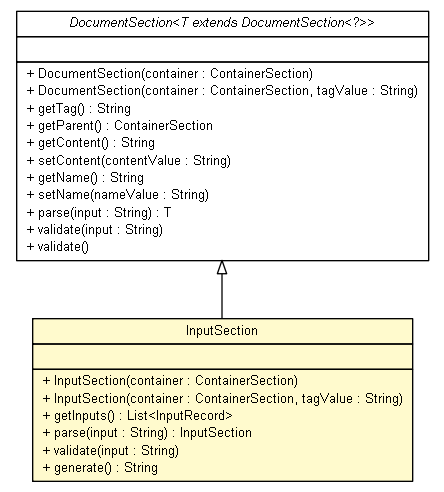 DocumentSection<T extends DocumentSection<?>>
+ DocumentSection(container : ContainerSection)
+ DocumentSection(container : ContainerSection, tagValue : String)
+ getTag() : String
+ getParent() : ContainerSection
+ getContent() : String
+ setContent(contentValue : String)
+ getName() : String
+ setName(nameValue : String)
+ parse(input : String) : T
+ validate(input : String)
+ validate()
InputSection
+ InputSection(container : ContainerSection)
+ InputSection(container : ContainerSection, tagValue : String)
+ getInputs() : List<InputRecord>
+ parse(input : String) : InputSection
+ validate(input : String)
+ generate() : String